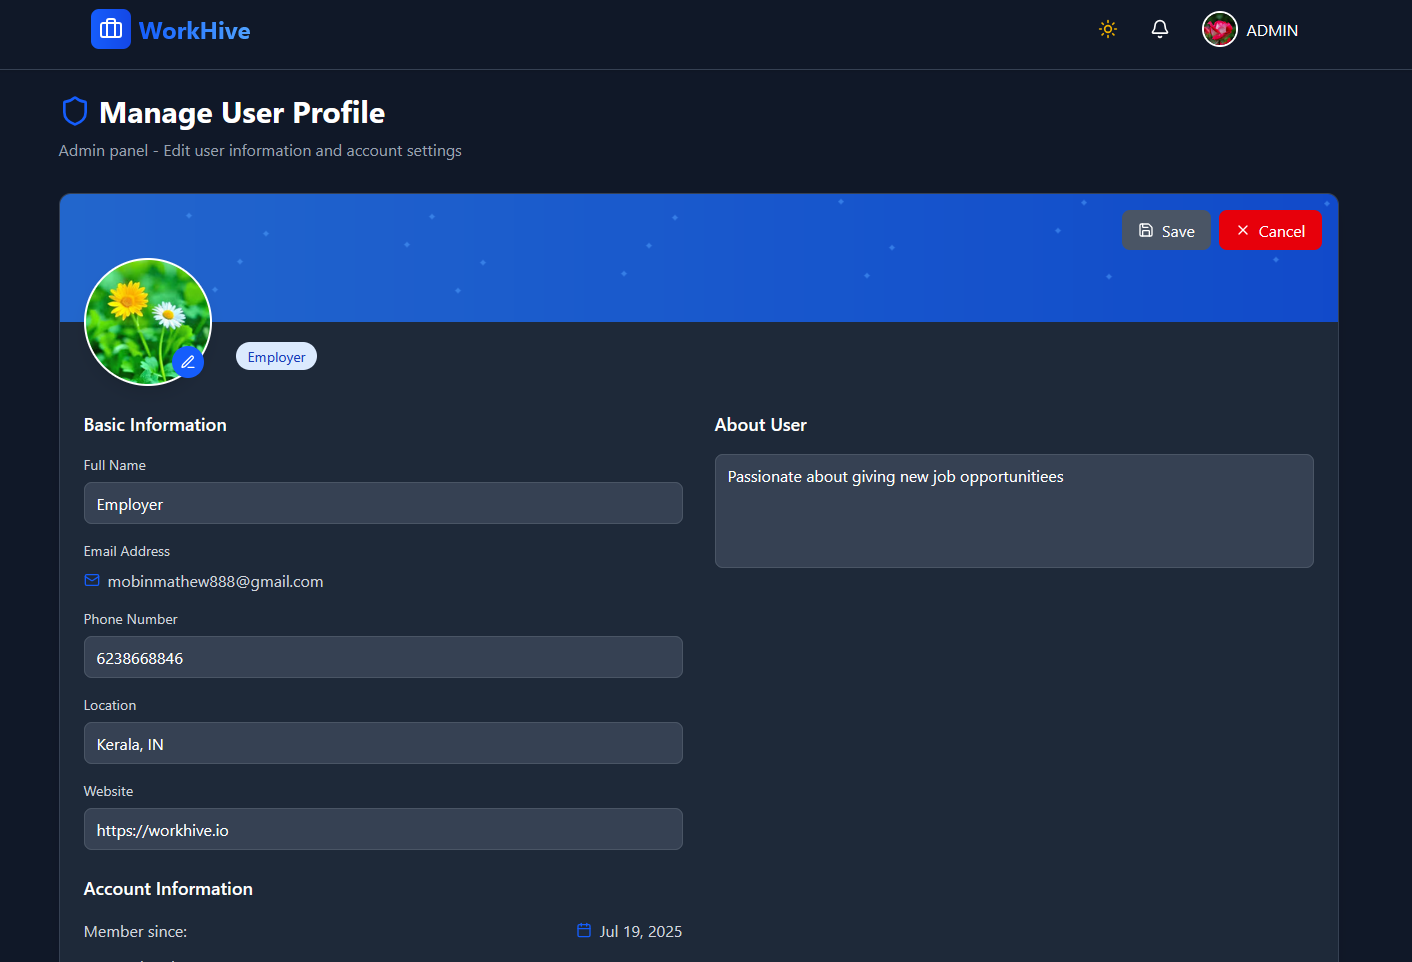 WorkHive
ADMIN
Manage User Profile
Admin panel - Edit user information and account settings
Save
Cancel
Employer
Basic Information
Full Name
Employer
Email Address
mobinmathew888@gmail.com
Phone Number
6238668846
Location
Kerala, IN
Website
https://workhive.io
Account Information
Member since:
Jul 19, 2025
About User
Passionate about giving new job opportunitiees